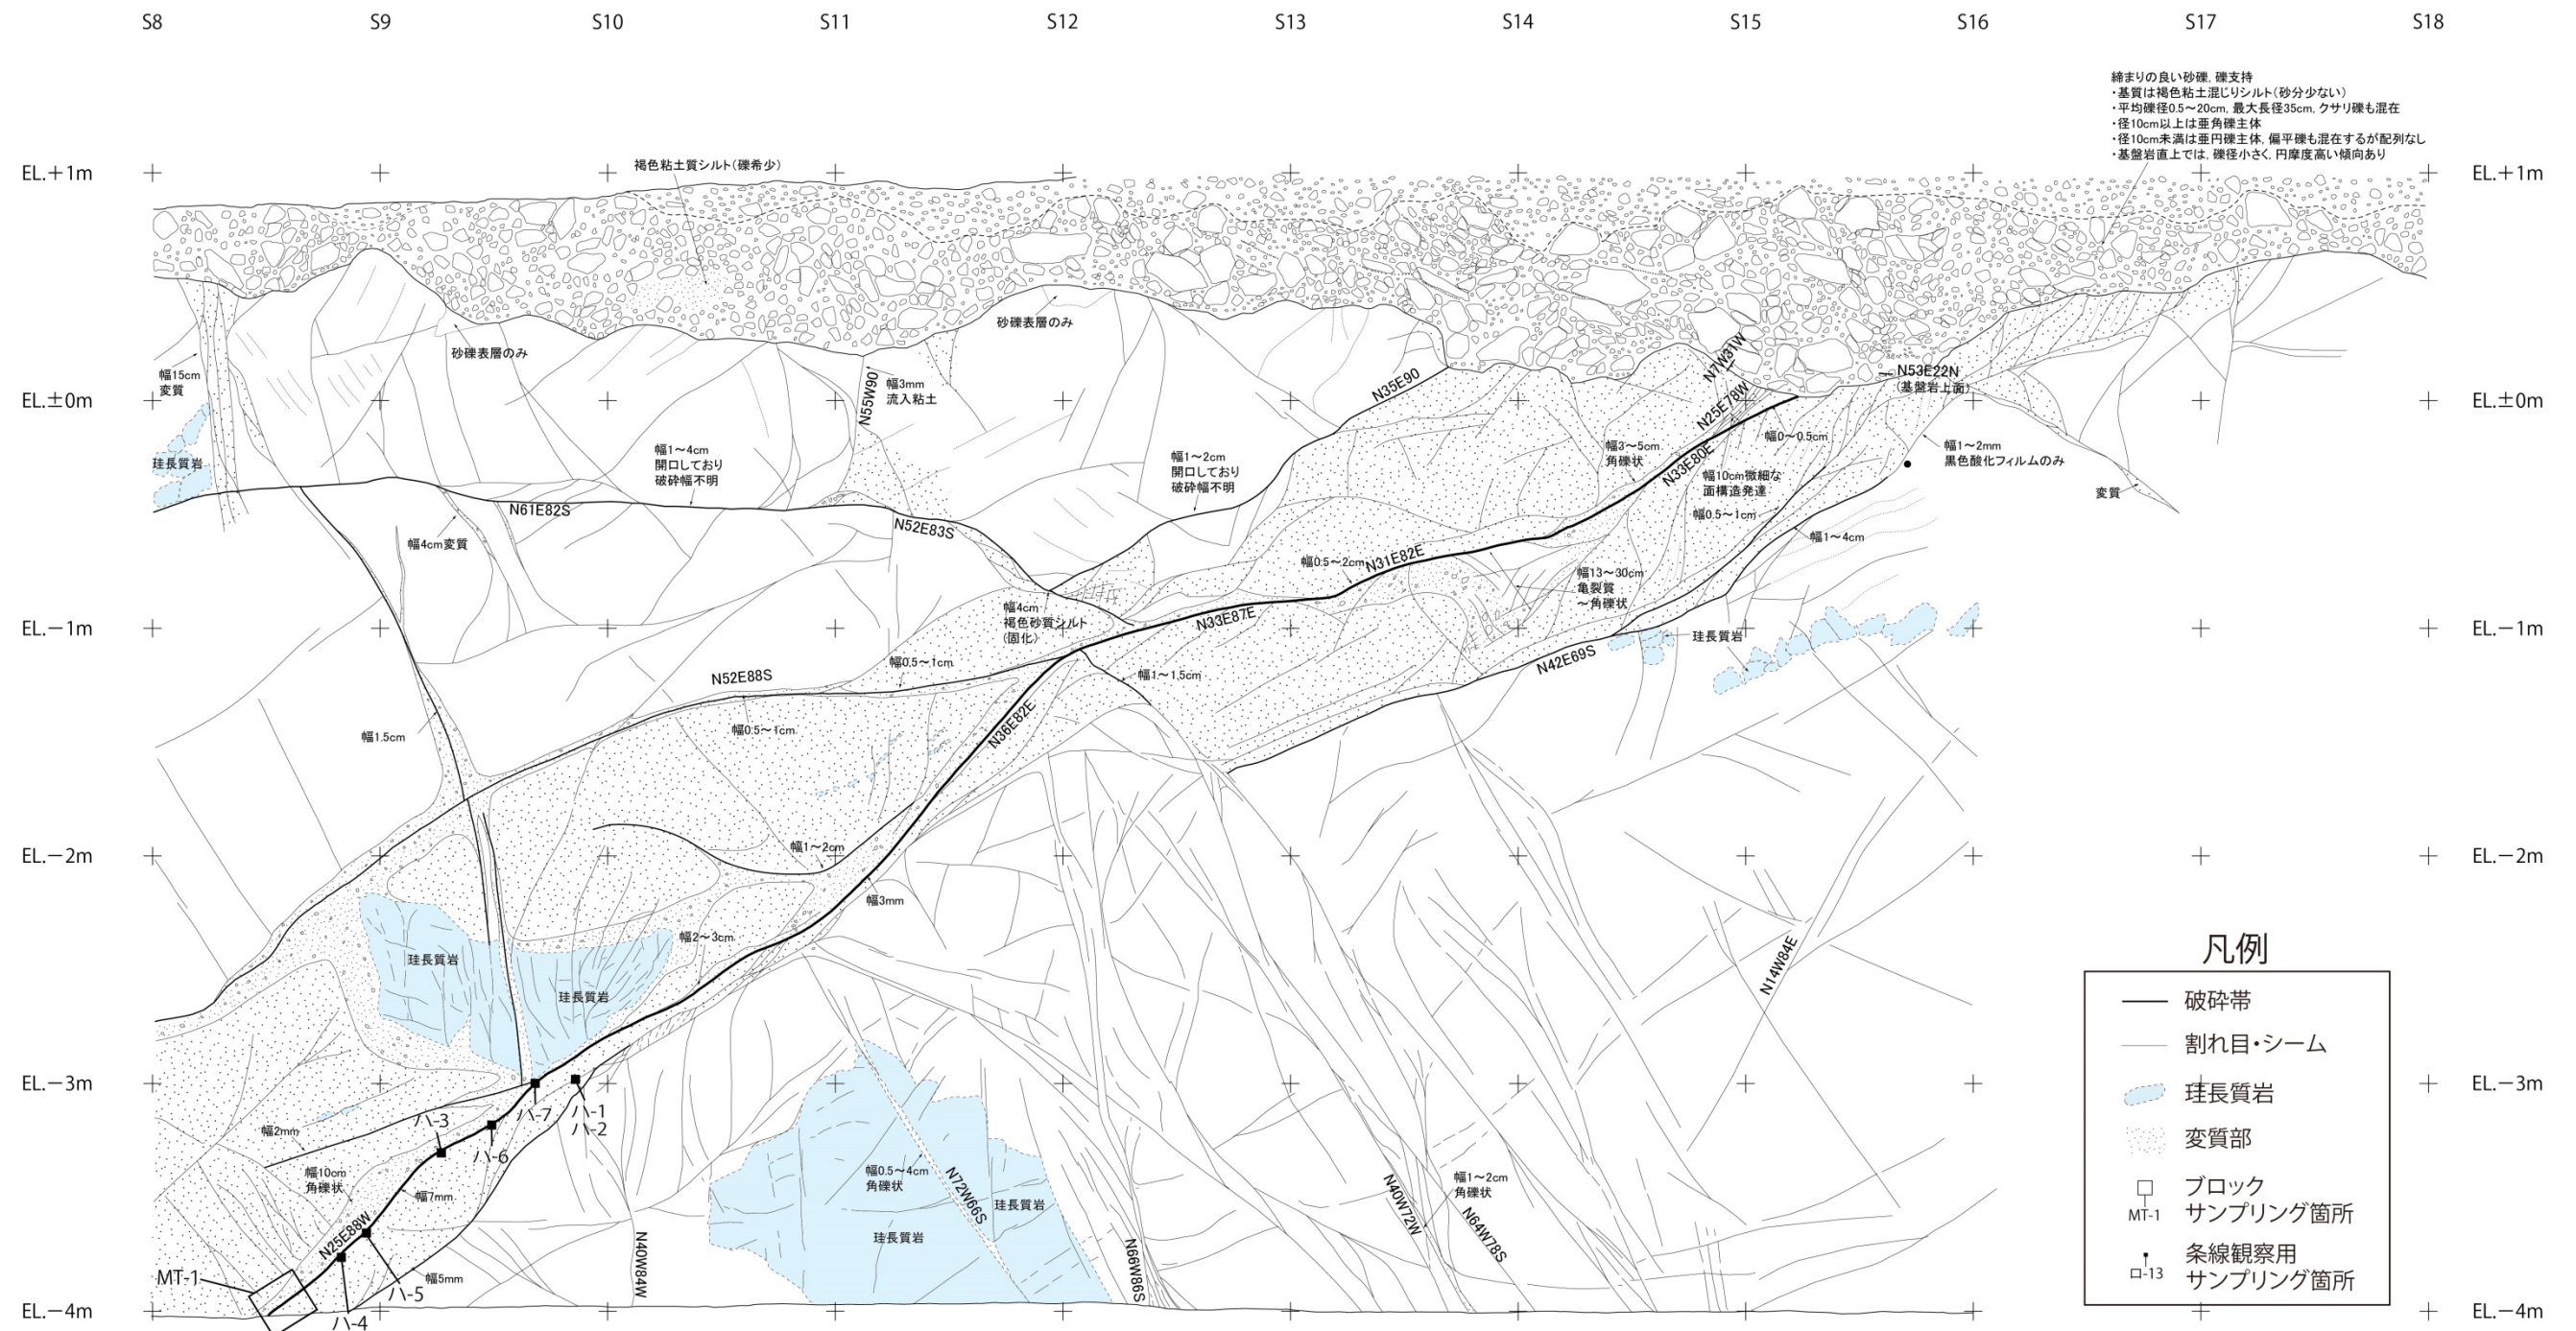 S8
S9
S10
S11
S12
S13
S14
S15
S16
S17
S18
締まりの良い砂礫, 礫支持
・基質は褐色粘土混じりシルト(砂分少ない)
・平均礫径0.5～20cm, 最大長径35cm, クサリ礫も混在
・径10cm以上は亜角礫主体
・径10cm未満は亜円礫主体, 偏平礫も混在するが配列なし
・基盤岩直上では, 礫径小さく, 円摩度高い傾向あり
褐色粘土質シルト(礫希少)
EL.＋1m
EL.＋1m
砂礫表層のみ
砂礫表層のみ
幅15cm
変質
幅3mm
流入粘土
N55W90
N35E90
N7W31W
N25E78W
N53E22N
(基盤岩上面)
EL.±0m
EL.±0m
珪長質岩
幅1～4cm
開口しており
破砕幅不明
幅1～2cm
開口しており
破砕幅不明
幅3～5cm
角礫状
N33E80E
幅0～0.5cm
幅10cm微細な
面構造発達
幅0.5～1cm
幅1～2mm
黒色酸化フィルムのみ
変質
N61E82S
N52E83S
幅4cm変質
幅0.5～2cm
N31E82E
幅1～4cm
幅13～30cm
亀裂質
～角礫状
幅4cm
褐色砂質シルト
(固化)
N33E87E
EL.－1m
EL.－1m
珪長質岩
N42E69S
N52E88S
幅0.5～1cm
幅1～1.5cm
幅1.5cm
幅0.5～1cm
N36E82E
EL.－2m
EL.－2m
幅1～2cm
幅3mm
幅2～3cm
珪長質岩
珪長質岩
N14W84E
EL.－3m
EL.－3m
ハ-3
ハ-7
ハ-1
ハ-2
ハ-6
幅2mm
幅10cm
角礫状
幅7mm
N25E88W
幅0.5～4cm
角礫状
N72W66S
珪長質岩
珪長質岩
N40W72W
幅1～2cm
角礫状
N64W78S
N40W84W
N66W86S
MT-1
幅5mm
ハ-5
ハ-4
EL.－4m
EL.－4m
凡例
破砕帯
割れ目・シーム
珪長質岩
変質部
ブロック
サンプリング箇所
MT-1
条線観察用
サンプリング箇所
ロ-13